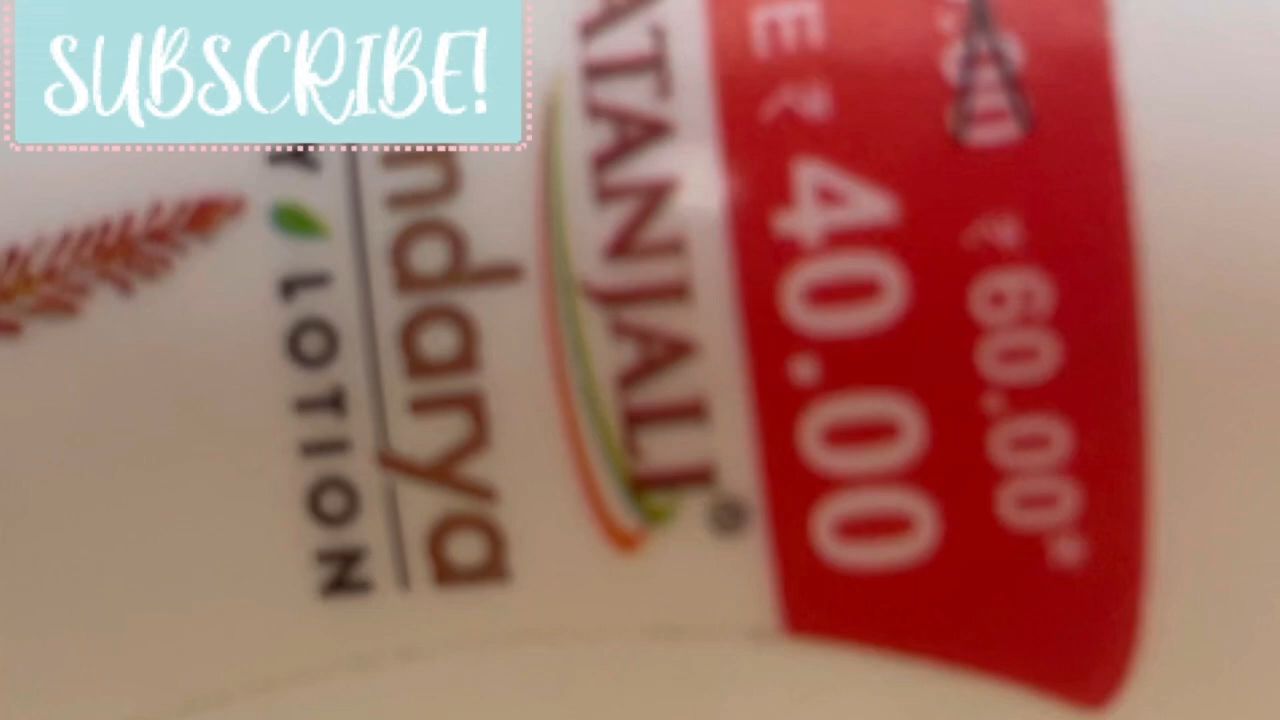 SUBSCRIBE!
E ₹ 40.00
₹ 60.00*
ATANJALI®
ndarya
Y LOTION